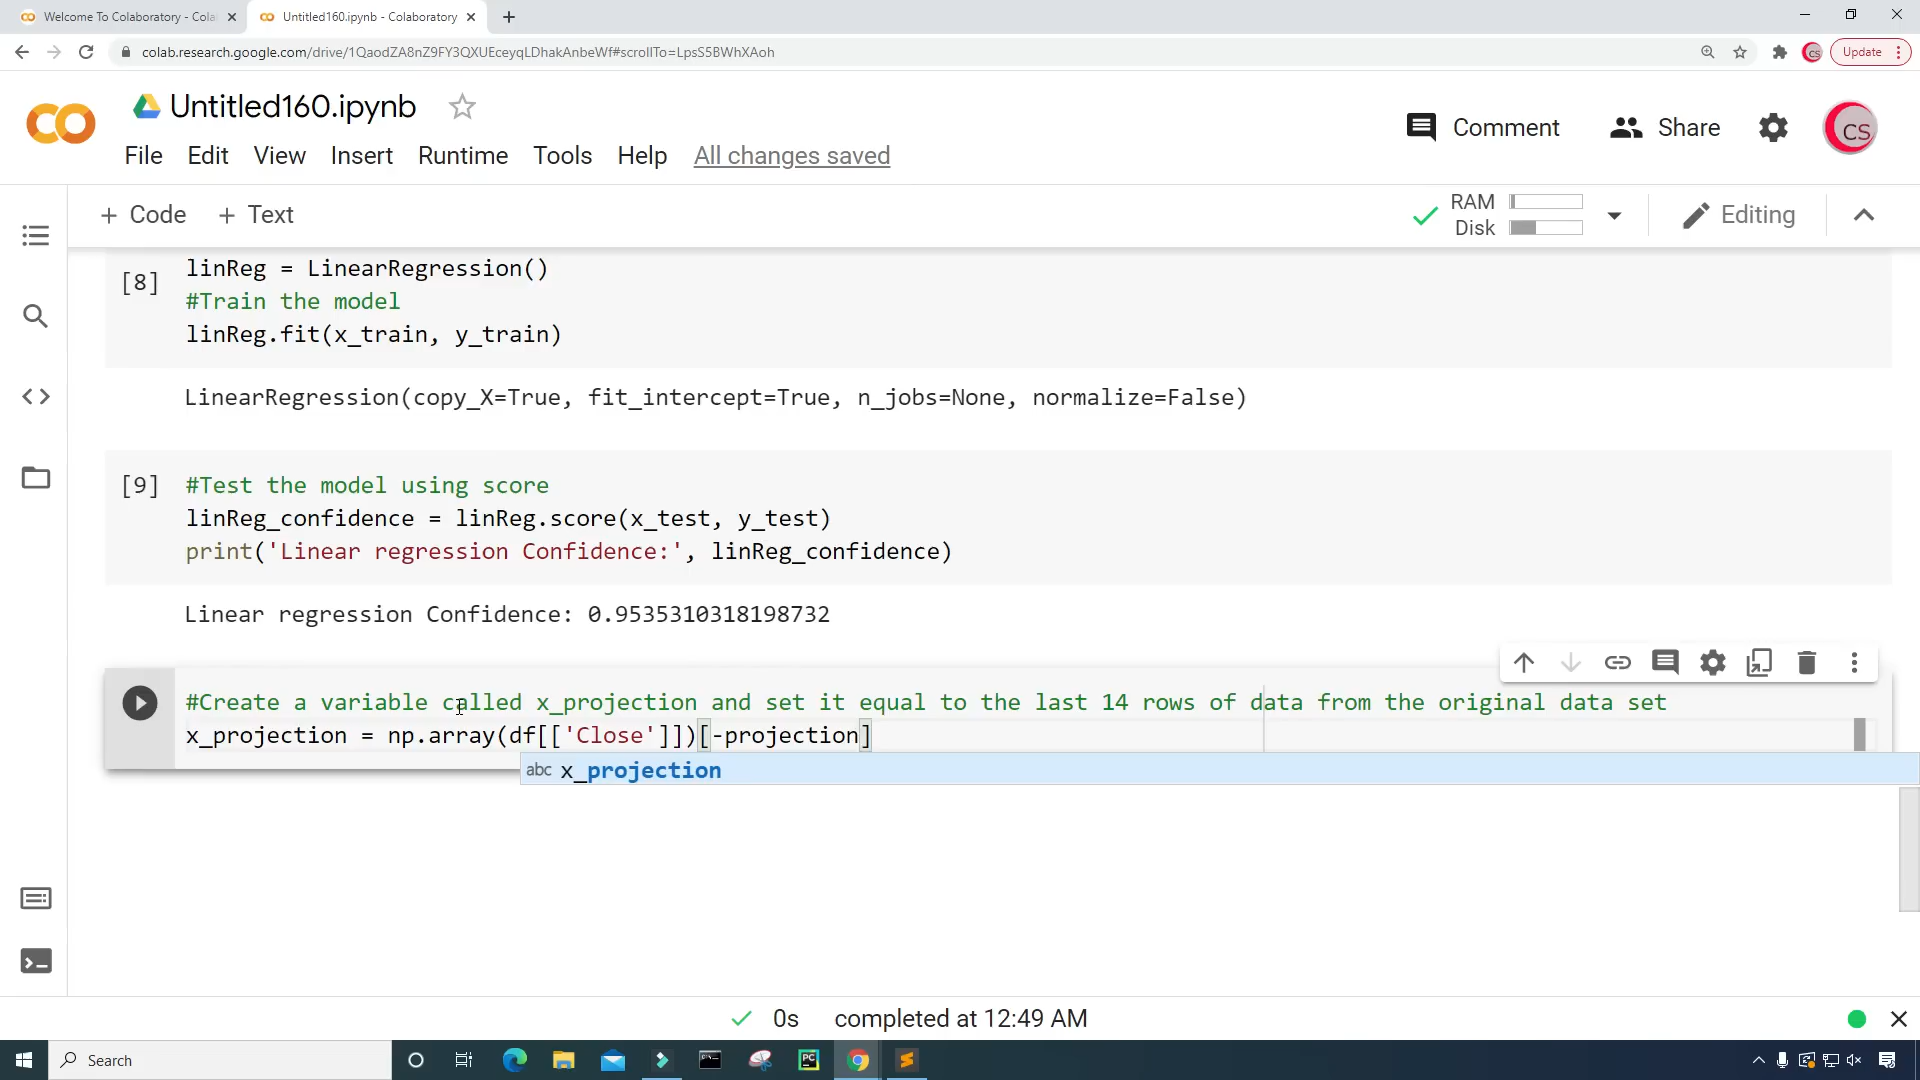 Welcome To Colaboratory - Cola
Untitled160.ipynb - Colaboratory
colab.research.google.com/drive/1QaodZA8nZ9FY3QXUEceyqLDhakAnbeWf#scrollTo=LpsS5BWhXAoh
CS
Update
CO
Untitled160.ipynb
Comment
Share
CS
File Edit View Insert Runtime Tools Help All changes saved
+ Code + Text
RAM
Disk
Editing
[8]
linReg = LinearRegression()
#Train the model
linReg.fit(x_train, y_train)
LinearRegression(copy_X=True, fit_intercept=True, n_jobs=None, normalize=False)
[9]
#Test the model using score
linReg_confidence = linReg.score(x_test, y_test)
print('Linear regression Confidence:', linReg_confidence)
Linear regression Confidence: 0.9535310318198732
#Create a variable called x_projection and set it equal to the last 14 rows of data from the original data set
x_projection = np.array(df[['Close']])[-projection]
abc x_projection
0s completed at 12:49 AM
Search
PC